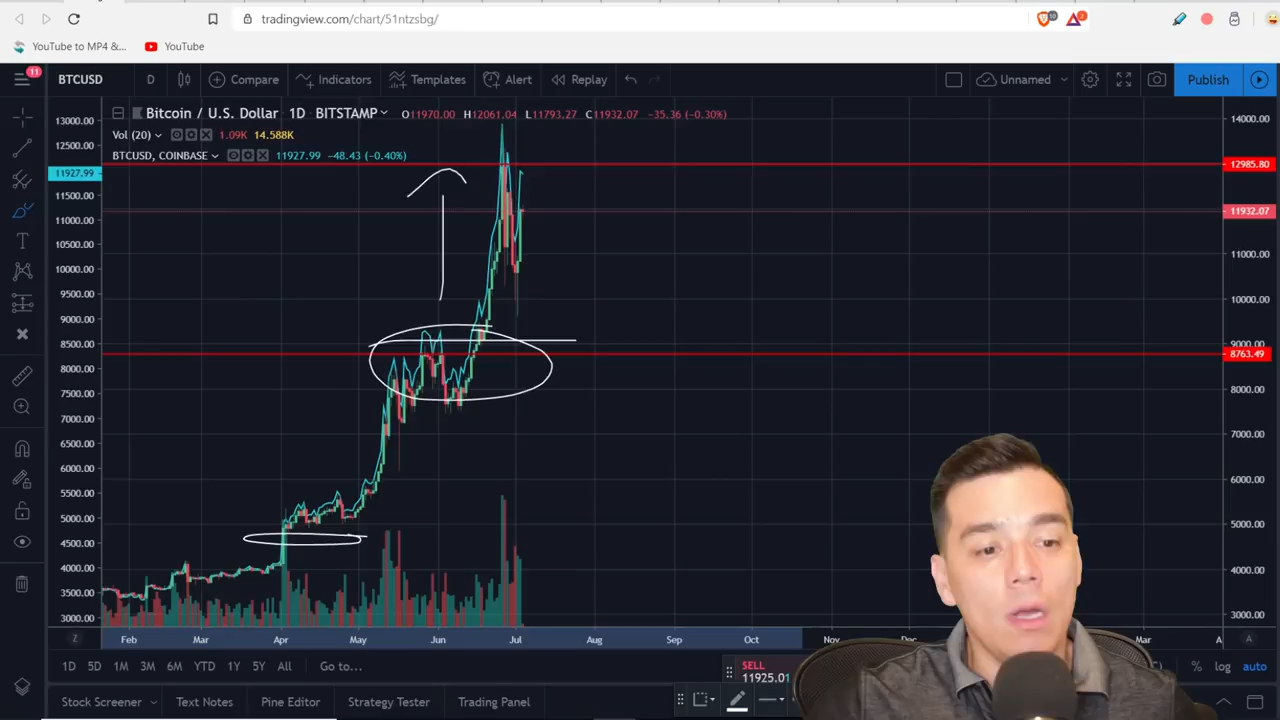 tradingview.com/chart/51ntzsbg/
10
2
YouTube to MP4 &...
YouTube
11
BTCUSD
D
Compare
Indicators
Templates
Alert
Replay
Unnamed
Publish
Bitcoin / U.S. Dollar 1D BITSTAMP O11970.00 H12061.04 L11793.27 C11932.07 −35.36 (−0.30%)
Vol (20) 1.09K 14.588K
BTCUSD, COINBASE 11927.99 −48.43 (−0.40%)
13000.00
12500.00
11927.99
11500.00
11000.00
10500.00
10000.00
9500.00
9000.00
8500.00
8000.00
7500.00
7000.00
6500.00
6000.00
5500.00
5000.00
4500.00
4000.00
3500.00
3000.00
14000.00
12985.80
11932.07
11000.00
10000.00
9000.00
8763.49
8000.00
7000.00
6000.00
5000.00
4000.00
3000.00
Z
Feb Mar Apr May Jun Jul Aug Sep Oct Nov Dec Mar A
A
1D 5D 1M 3M 6M YTD 1Y 5Y All Go to...
% log auto
SELL
11925.01
Stock Screener Text Notes Pine Editor Strategy Tester Trading Panel